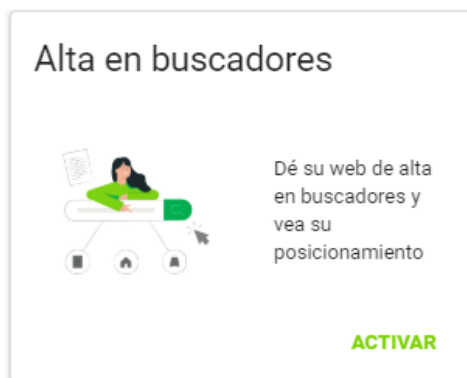 Alta en buscadores
Dé su web de alta
en buscadores y
vea su
posicionamiento
ACTIVAR